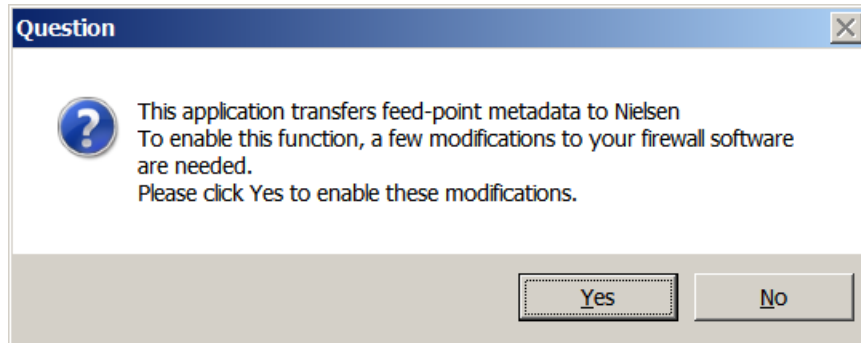 Question
This application transfers feed-point metadata to Nielsen
To enable this function, a few modifications to your firewall software
are needed.
Please click Yes to enable these modifications.
Yes No